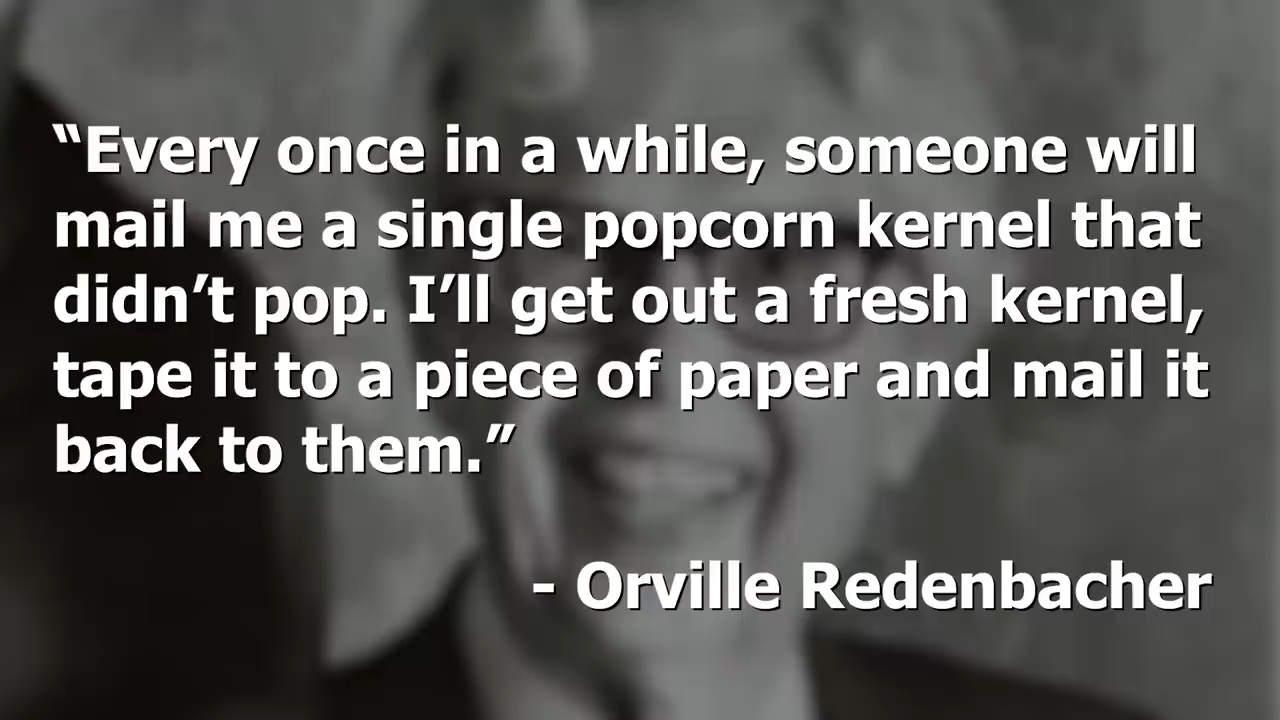 “Every once in a while, someone will
mail me a single popcorn kernel that
didn’t pop. I’ll get out a fresh kernel,
tape it to a piece of paper and mail it
back to them.”
- Orville Redenbacher